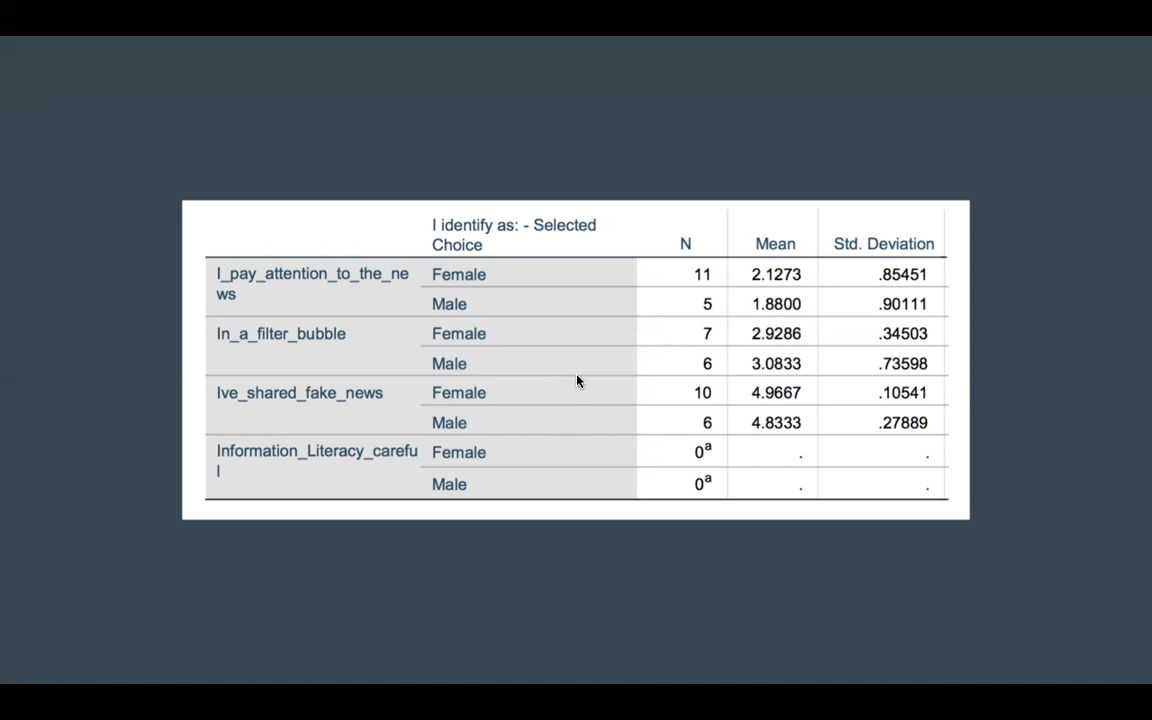 I identify as: - Selected
Choice N Mean Std. Deviation
I_pay_attention_to_the_ne Female 11 2.1273 .85451
ws
Male 5 1.8800 .90111
In_a_filter_bubble Female 7 2.9286 .34503
Male 6 3.0833 .73598
Ive_shared_fake_news Female 10 4.9667 .10541
Male 6 4.8333 .27889
Information_Literacy_carefu Female 0a . .
l
Male 0a . .